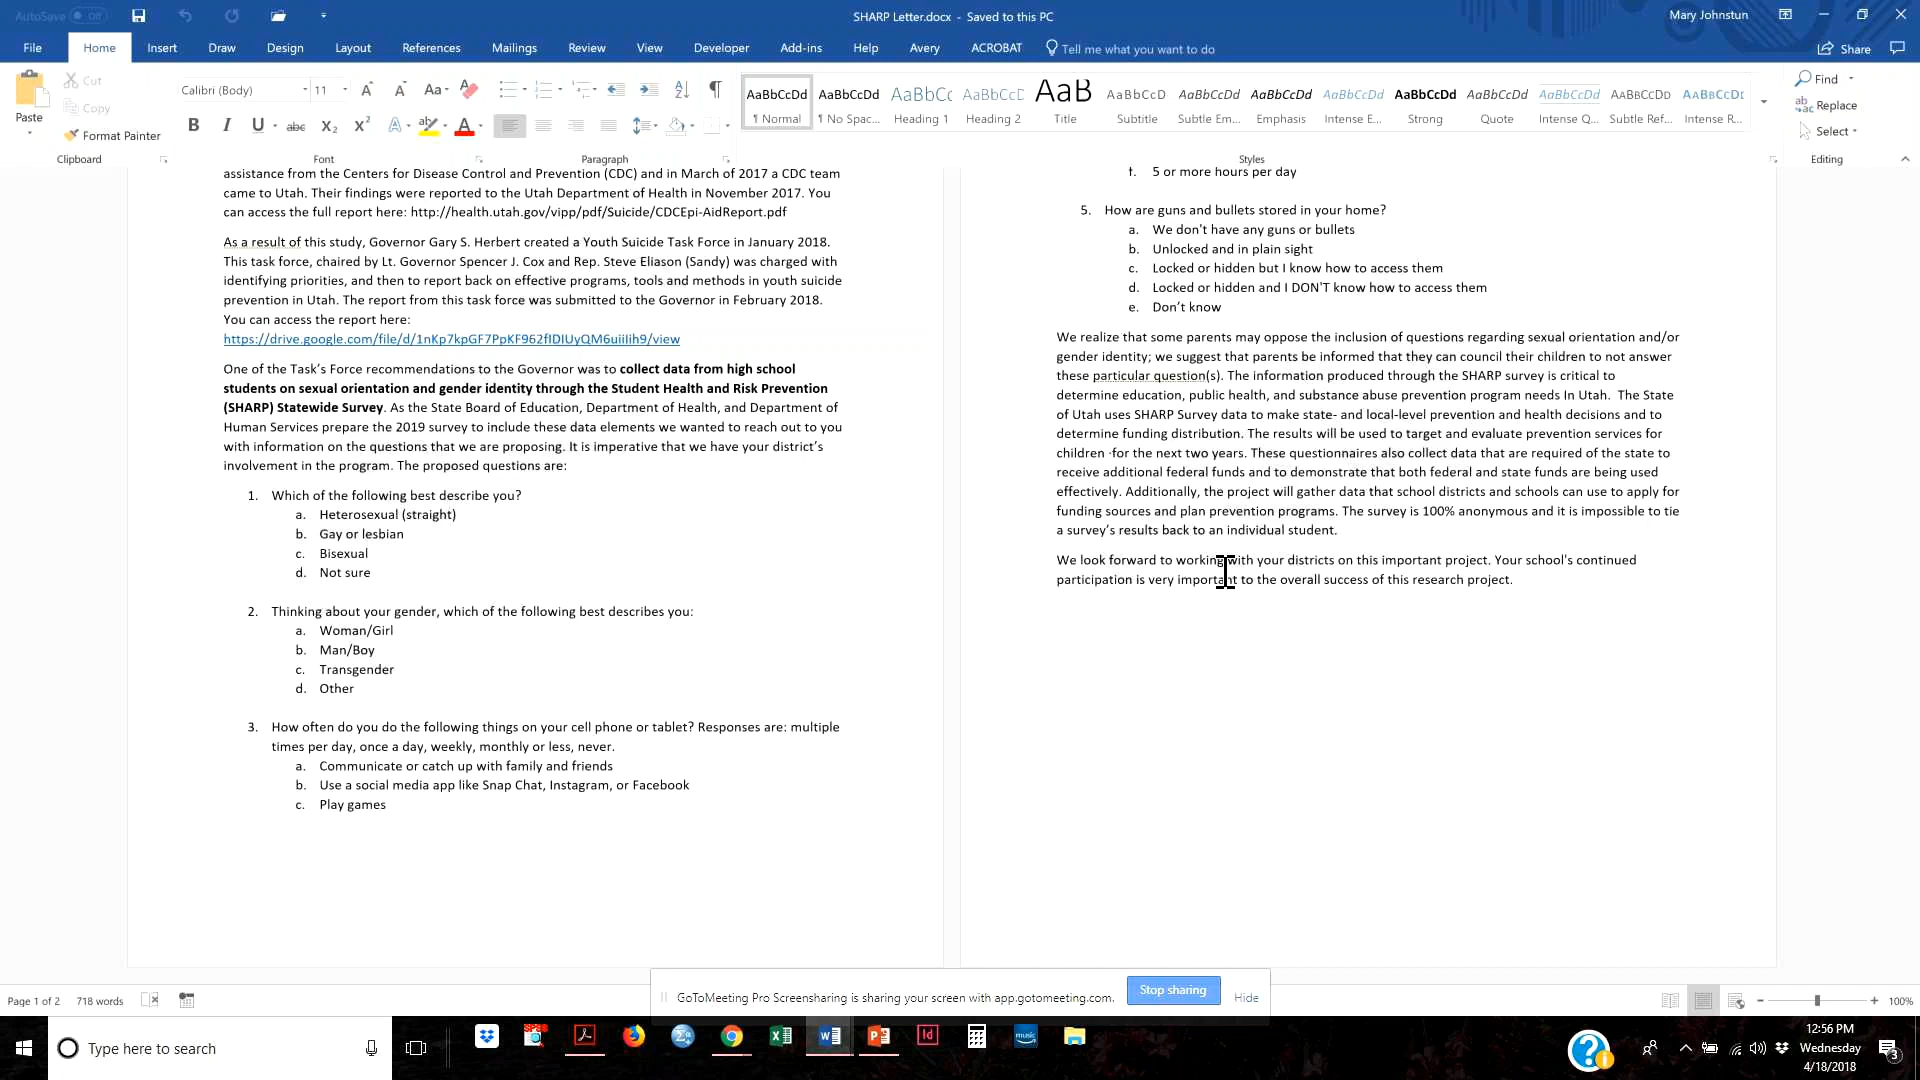 AutoSave Off
SHARP Letter.docx - Saved to this PC
Mary Johnstun
File Home Insert Draw Design Layout References Mailings Review View Developer Add-ins Help Avery ACROBAT Tell me what you want to do Share
Paste
Cut
Copy
Format Painter
Clipboard
Calibri (Body) 11
Font
Paragraph
AaBbCcDd ¶ Normal
AaBbCcDd ¶ No Spac...
AaBbCc Heading 1
AaBbCcD Heading 2
AaB Title
AaBbCcD Subtitle
AaBbCcDd Subtle Em...
AaBbCcDd Emphasis
AaBbCcDd Intense E...
AaBbCcDd Strong
AaBbCcDd Quote
AaBbCcDd Intense Q...
AaBbCcDd Subtle Ref...
AaBbCcDd Intense R...
Styles
Find
Replace
Select
Editing
assistance from the Centers for Disease Control and Prevention (CDC) and in March of 2017 a CDC team
came to Utah. Their findings were reported to the Utah Department of Health in November 2017. You
can access the full report here: http://health.utah.gov/vipp/pdf/Suicide/CDCEpi-AidReport.pdf
As a result of this study, Governor Gary S. Herbert created a Youth Suicide Task Force in January 2018.
This task force, chaired by Lt. Governor Spencer J. Cox and Rep. Steve Eliason (Sandy) was charged with
identifying priorities, and then to report back on effective programs, tools and methods in youth suicide
prevention in Utah. The report from this task force was submitted to the Governor in February 2018.
You can access the report here:
https://drive.google.com/file/d/1nKp7kpGF7PpKF962fIDIUyQM6uiiIih9/view
One of the Task's Force recommendations to the Governor was to collect data from high school
students on sexual orientation and gender identity through the Student Health and Risk Prevention
(SHARP) Statewide Survey. As the State Board of Education, Department of Health, and Department of
Human Services prepare the 2019 survey to include these data elements we wanted to reach out to you
with information on the questions that we are proposing. It is imperative that we have your district's
involvement in the program. The proposed questions are:
1. Which of the following best describe you?
a. Heterosexual (straight)
b. Gay or lesbian
c. Bisexual
d. Not sure
2. Thinking about your gender, which of the following best describes you:
a. Woman/Girl
b. Man/Boy
c. Transgender
d. Other
3. How often do you do the following things on your cell phone or tablet? Responses are: multiple
times per day, once a day, weekly, monthly or less, never.
a. Communicate or catch up with family and friends
b. Use a social media app like Snap Chat, Instagram, or Facebook
c. Play games
f. 5 or more hours per day
5. How are guns and bullets stored in your home?
a. We don't have any guns or bullets
b. Unlocked and in plain sight
c. Locked or hidden but I know how to access them
d. Locked or hidden and I DON'T know how to access them
e. Don't know
We realize that some parents may oppose the inclusion of questions regarding sexual orientation and/or
gender identity; we suggest that parents be informed that they can council their children to not answer
these particular question(s). The information produced through the SHARP survey is critical to
determine education, public health, and substance abuse prevention program needs In Utah. The State
of Utah uses SHARP Survey data to make state- and local-level prevention and health decisions and to
determine funding distribution. The results will be used to target and evaluate prevention services for
children ·for the next two years. These questionnaires also collect data that are required of the state to
receive additional federal funds and to demonstrate that both federal and state funds are being used
effectively. Additionally, the project will gather data that school districts and schools can use to apply for
funding sources and plan prevention programs. The survey is 100% anonymous and it is impossible to tie
a survey's results back to an individual student.
We look forward to working with your districts on this important project. Your school's continued
participation is very important to the overall success of this research project.
GoToMeeting Pro Screensharing is sharing your screen with app.gotomeeting.com. Stop sharing Hide
Page 1 of 2 718 words
100%
Type here to search
12:56 PM
Wednesday
4/18/2018
3